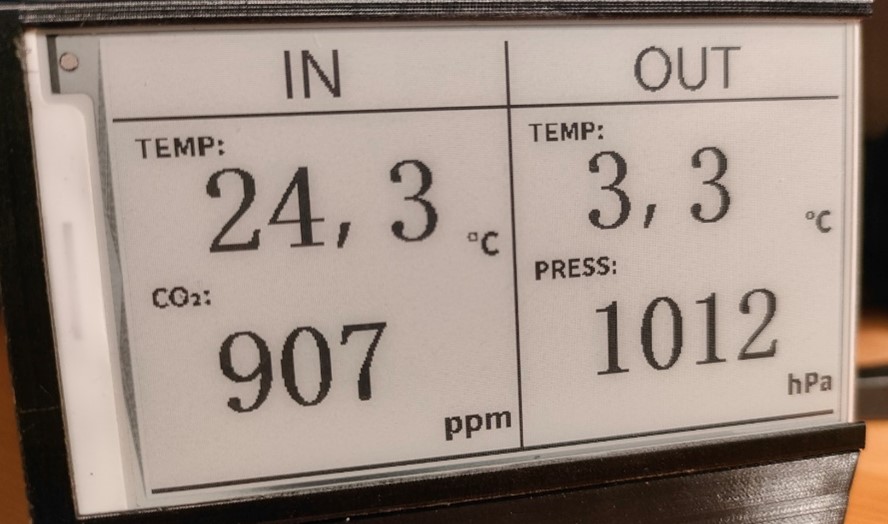 IN
TEMP:
24,3 °C
CO₂:
907 ppm
OUT
TEMP:
3,3 °C
PRESS:
1012 hPa